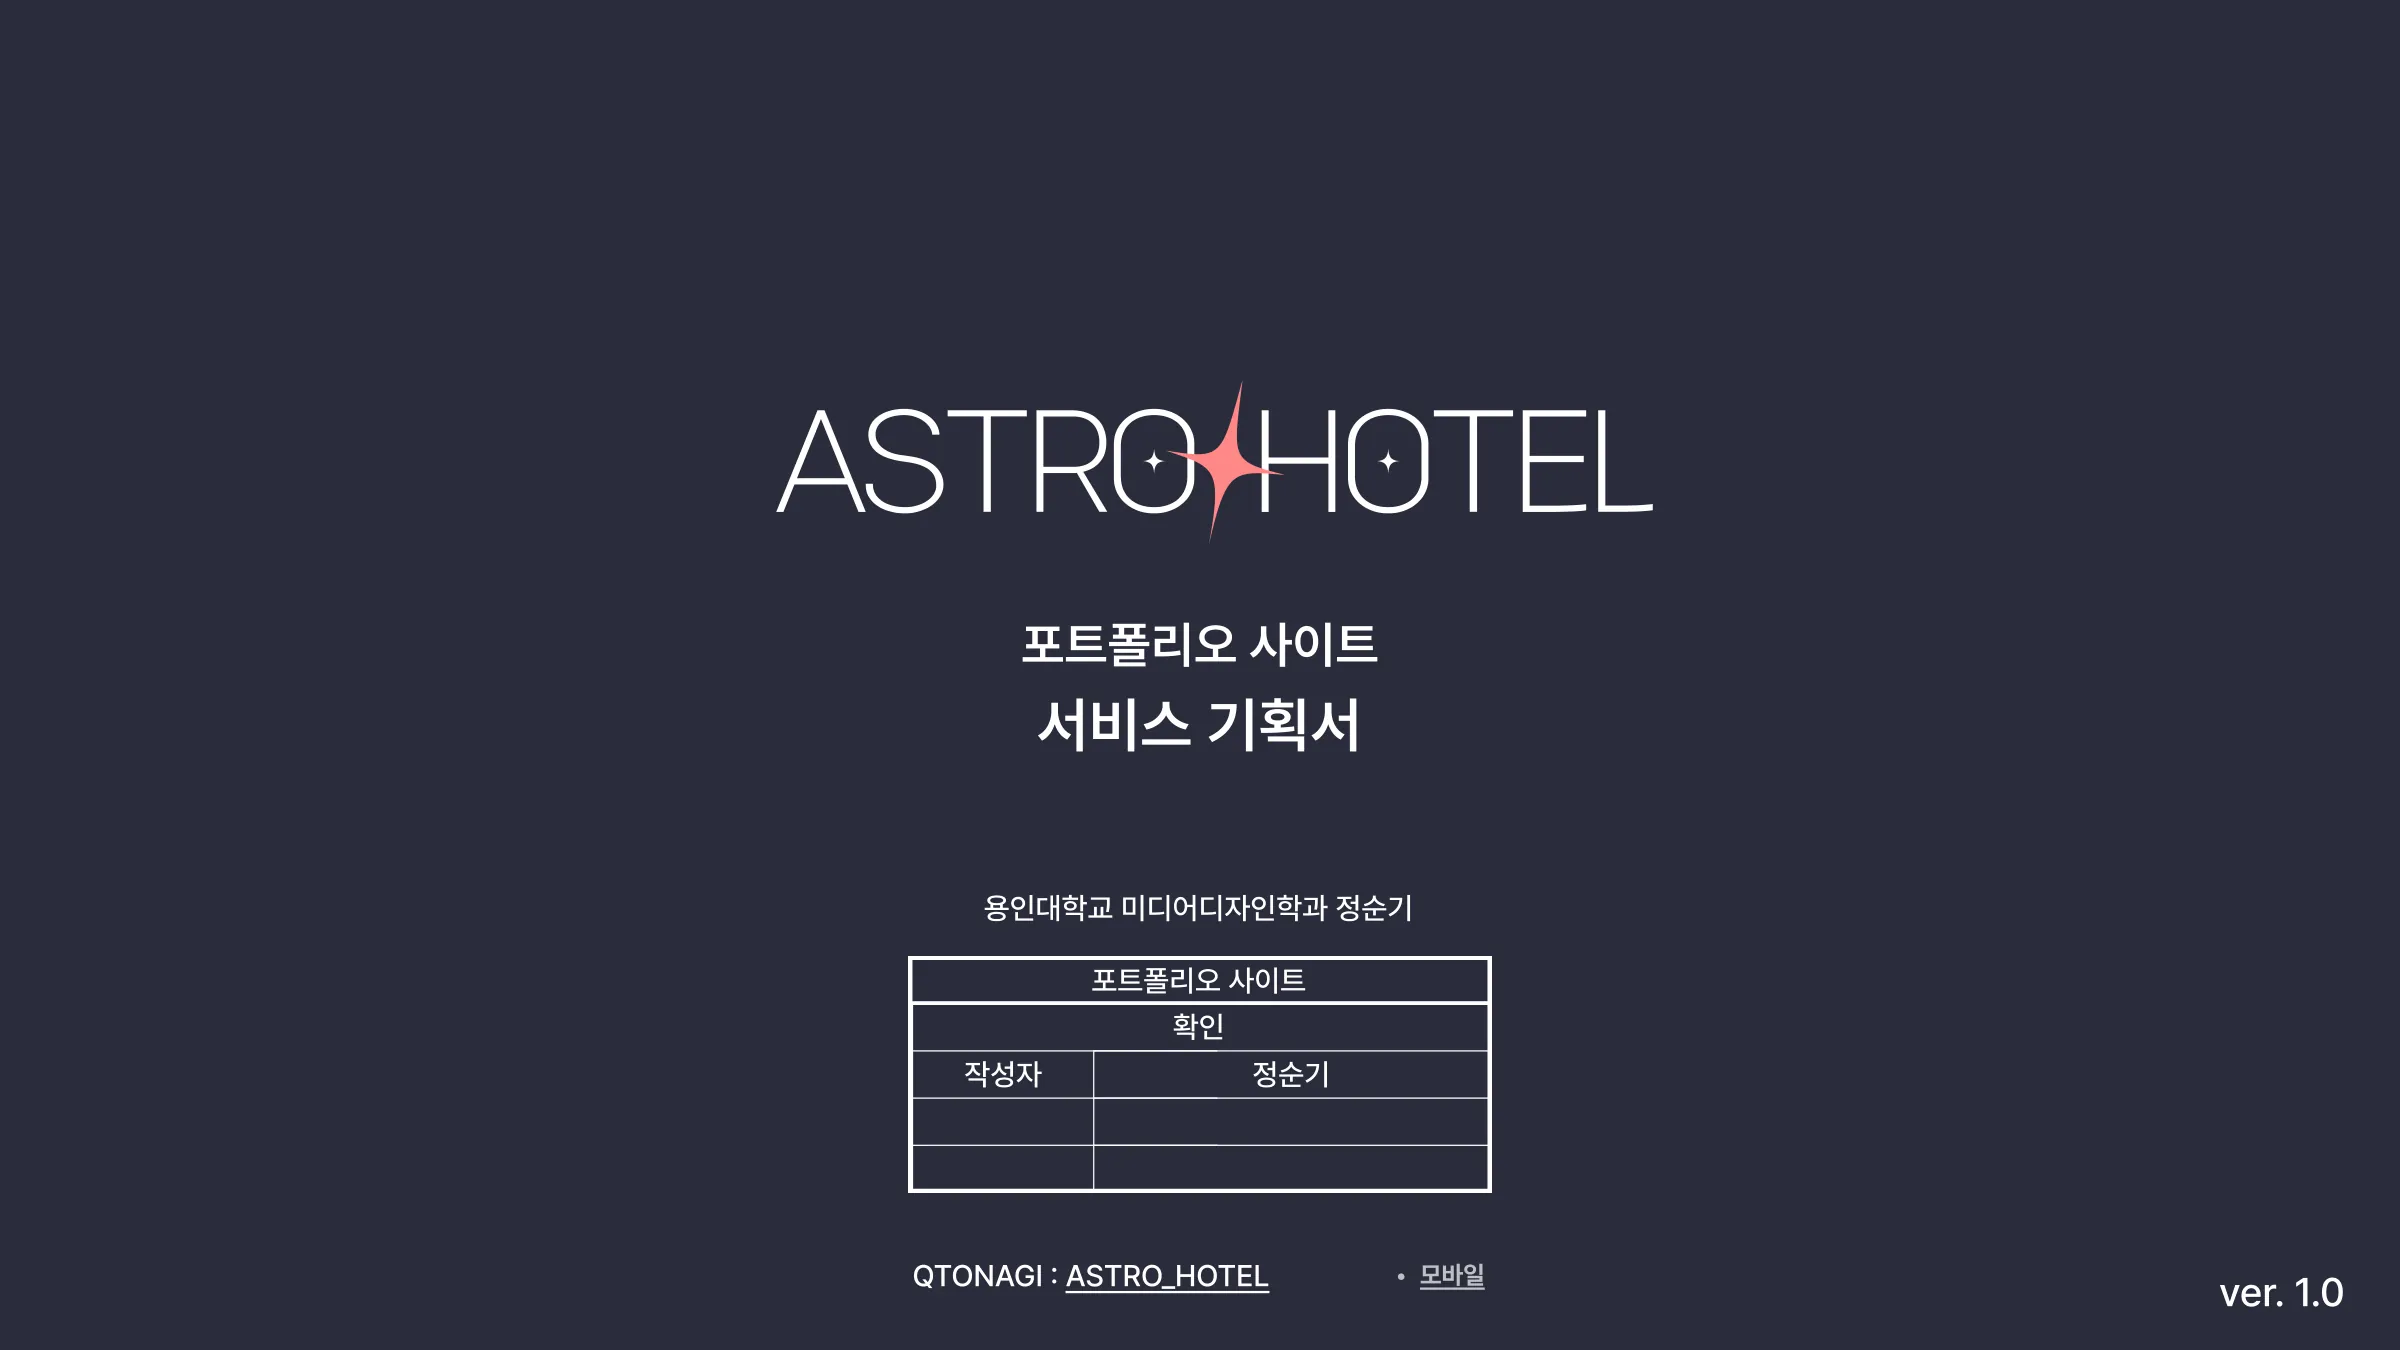 ASTRO HOTEL
포트폴리오 사이트
서비스 기획서
용인대학교 미디어디자인학과 정순기
포트폴리오 사이트
확인
작성자 정순기
QTONAGI : ASTRO_HOTEL • 모바일
ver. 1.0